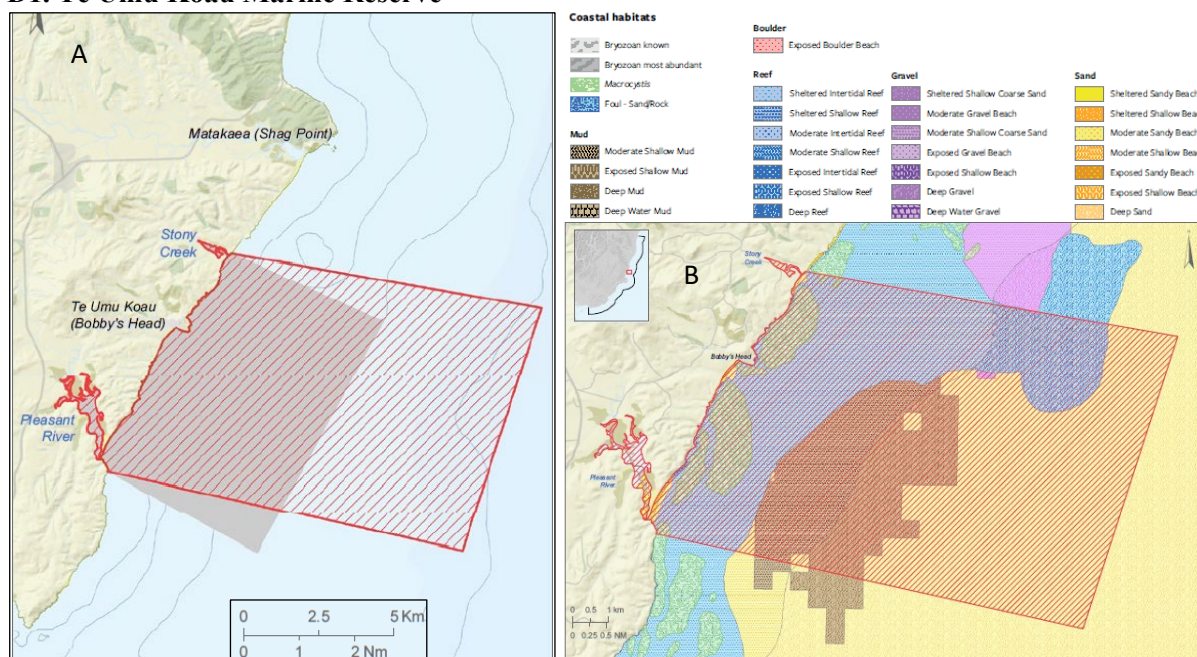 D1: Te Umu Koau Marine Reserve
A
Matakaea (Shag Point)
Stony
Creek
Te Umu Koau
(Bobby's Head)
Pleasant
River
0 2.5 5 Km
0 1 2 Nm
Coastal habitats
Bryozoan known
Bryozoan most abundant
Macrocystis
Foul - Sand/Rock
Mud
Moderate Shallow Mud
Exposed Shallow Mud
Deep Mud
Deep Water Mud
Boulder
Exposed Boulder Beach
Reef
Sheltered Intertidal Reef
Sheltered Shallow Reef
Moderate Intertidal Reef
Moderate Shallow Reef
Exposed Intertidal Reef
Exposed Shallow Reef
Deep Reef
Gravel
Sheltered Shallow Coarse Sand
Moderate Gravel Beach
Moderate Shallow Coarse Sand
Exposed Gravel Beach
Exposed Shallow Beach
Deep Gravel
Deep Water Gravel
Sand
Sheltered Sandy Beach
Sheltered Shallow Bea
Moderate Sandy Beach
Moderate Shallow Bea
Exposed Sandy Beach
Exposed Shallow Beach
Deep Sand
B
Stony
Creek
Bobby's Head
Pleasant
River
0 0.5 1 km
0 0.25 0.5 NM